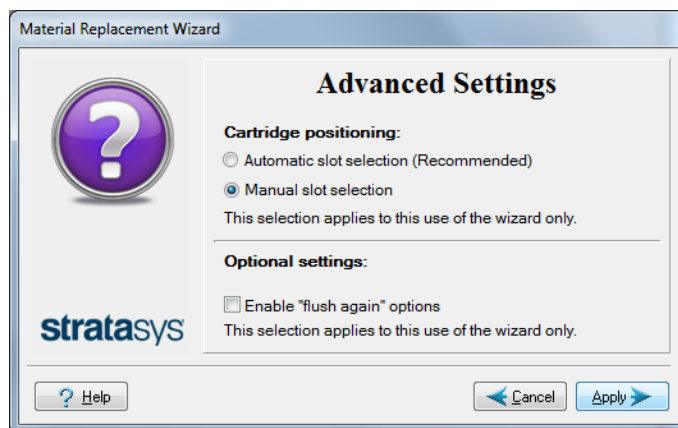 Material Replacement Wizard
Advanced Settings
Cartridge positioning:
Automatic slot selection (Recommended)
Manual slot selection
This selection applies to this use of the wizard only.
Optional settings:
Enable "flush again" options
This selection applies to this use of the wizard only.
stratasys
? Help
Cancel
Apply